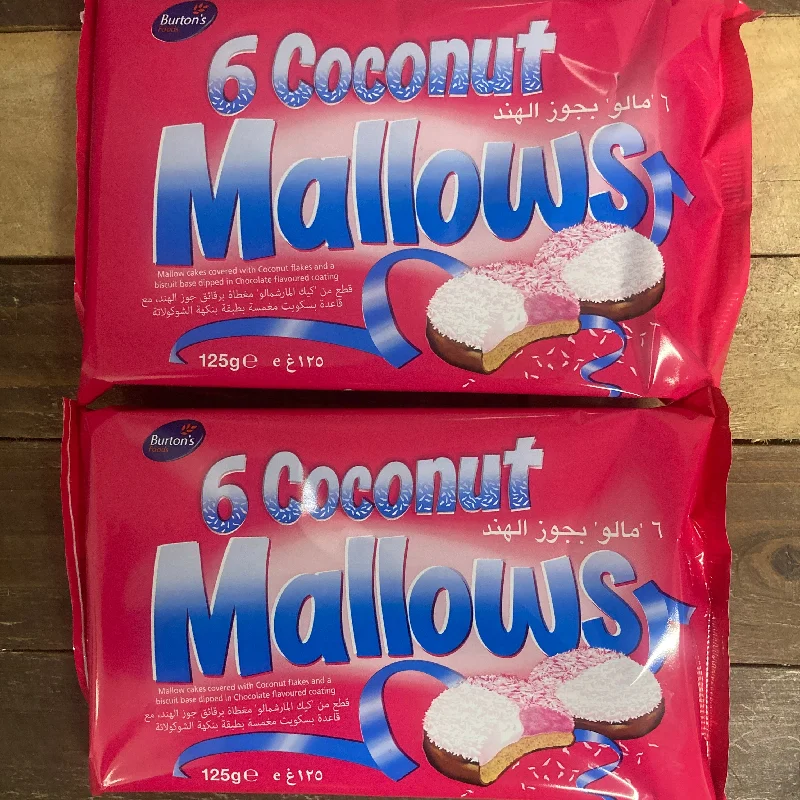 Burton's
FOODS
6 Coconut
٦ 'مالو' بجوز الهند
Mallows
Mallow cakes covered with Coconut flakes and a
biscuit base dipped in Chocolate flavoured coating
قطع من 'كيك المارشمالو' مغطاة برقائق جوز الهند، مع
قاعدة بسكويت مغمسة بطبقة بنكهة الشوكولاتة
125g℮ ١٢٥غ ℮
Burton's
FOODS
6 Coconut
٦ 'مالو' بجوز الهند
Mallows
Mallow cakes covered with Coconut flakes and a
biscuit base dipped in Chocolate flavoured coating
قطع من 'كيك المارشمالو' مغطاة برقائق جوز الهند، مع
قاعدة بسكويت مغمسة بطبقة بنكهة الشوكولاتة
125g℮ ١٢٥غ ℮